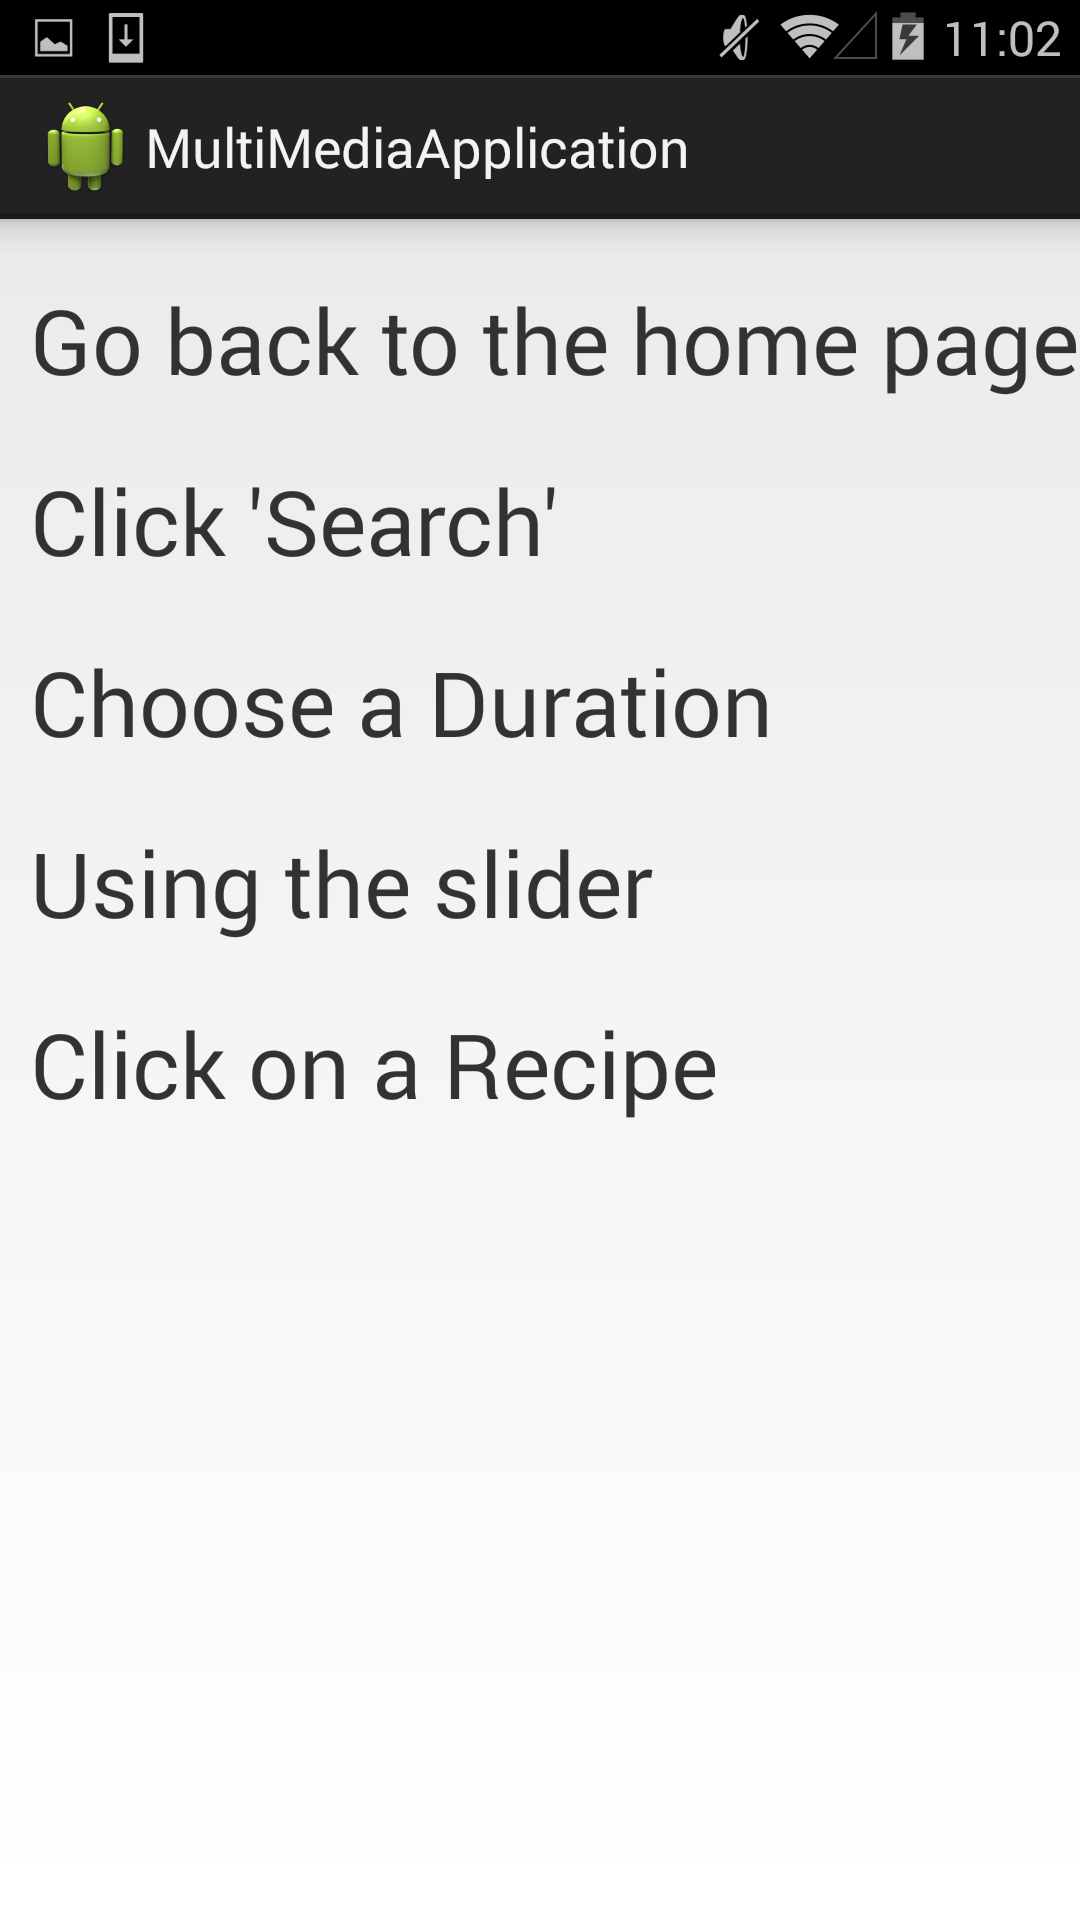 11:02
MultiMediaApplication
Go back to the home page
Click 'Search'
Choose a Duration
Using the slider
Click on a Recipe